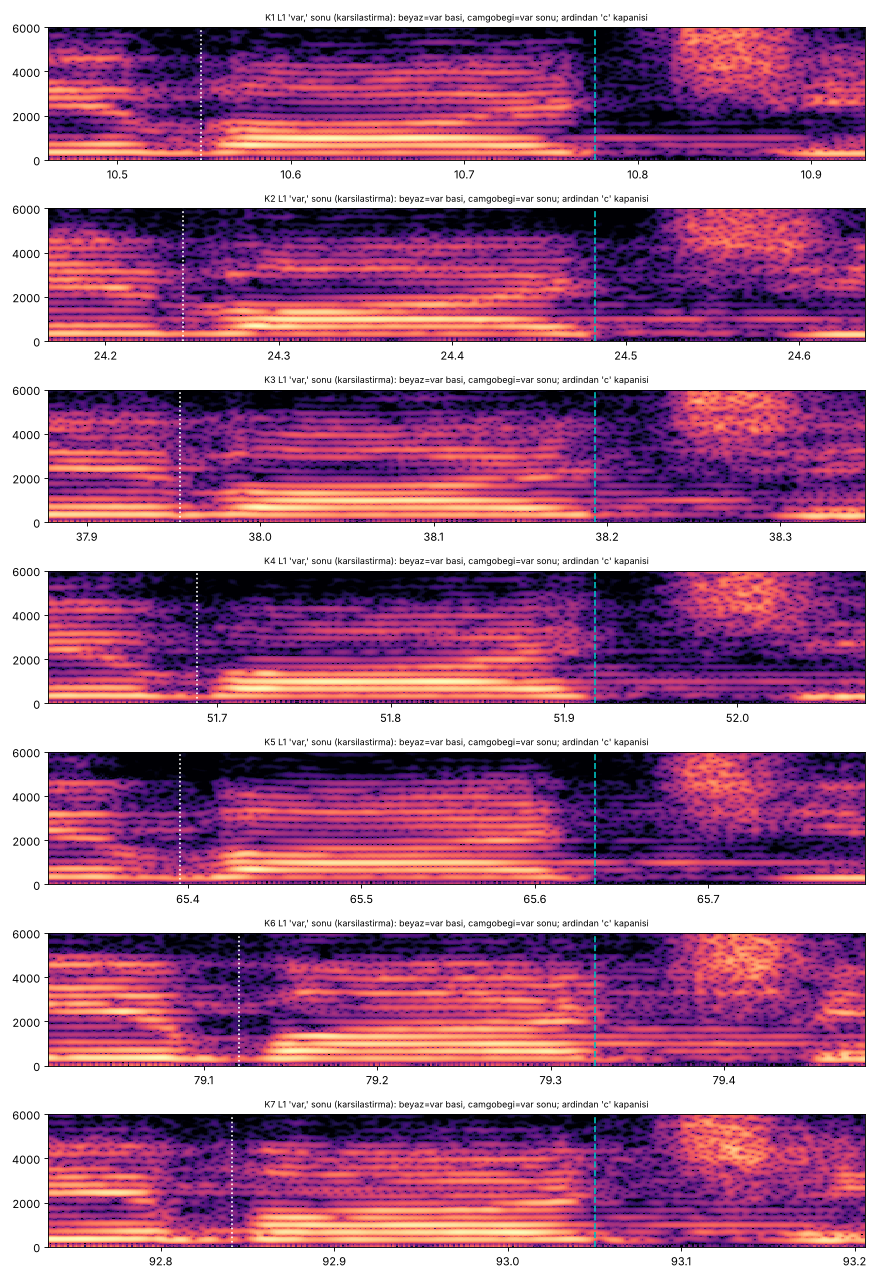 K1 L1 'var,' sonu (karsilastirma): beyaz=var basi, camgobegi=var sonu; ardindan 'c' kapanisi
6000
4000
2000
0
10.5 10.6 10.7 10.8 10.9
K2 L1 'var,' sonu (karsilastirma): beyaz=var basi, camgobegi=var sonu; ardindan 'c' kapanisi
6000
4000
2000
0
24.2 24.3 24.4 24.5 24.6
K3 L1 'var,' sonu (karsilastirma): beyaz=var basi, camgobegi=var sonu; ardindan 'c' kapanisi
6000
4000
2000
0
37.9 38.0 38.1 38.2 38.3
K4 L1 'var,' sonu (karsilastirma): beyaz=var basi, camgobegi=var sonu; ardindan 'c' kapanisi
6000
4000
2000
0
51.7 51.8 51.9 52.0
K5 L1 'var,' sonu (karsilastirma): beyaz=var basi, camgobegi=var sonu; ardindan 'c' kapanisi
6000
4000
2000
0
65.4 65.5 65.6 65.7
K6 L1 'var,' sonu (karsilastirma): beyaz=var basi, camgobegi=var sonu; ardindan 'c' kapanisi
6000
4000
2000
0
79.1 79.2 79.3 79.4
K7 L1 'var,' sonu (karsilastirma): beyaz=var basi, camgobegi=var sonu; ardindan 'c' kapanisi
6000
4000
2000
0
92.8 92.9 93.0 93.1 93.2